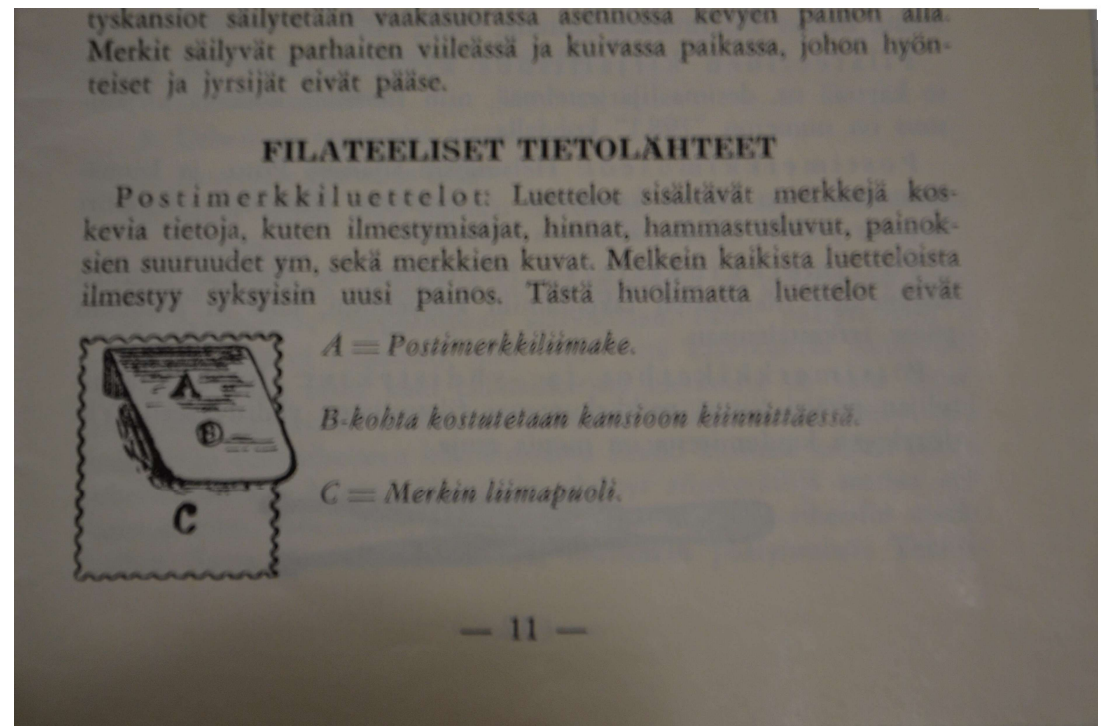 tyskansiot säilytetään vaakasuorassa asennossa kevyen painon alla.
Merkit säilyvät parhaiten viileässä ja kuivassa paikassa, johon hyön-
teiset ja jyrsijät eivät pääse.
FILATEELISET TIETOLÄHTEET
Postimerkkiluettelot: Luettelot sisältävät merkkejä kos-
kevia tietoja, kuten ilmestymisajat, hinnat, hammastusluvut, painok-
sien suuruudet ym, sekä merkkien kuvat. Melkein kaikista luetteloista
ilmestyy syksyisin uusi painos. Tästä huolimatta luettelot eivät
A
B
C
A = Postimerkkiliimake.
B-kohta kostutetaan kansioon kiinnittäessä.
C = Merkin liimapuoli.
— 11 —